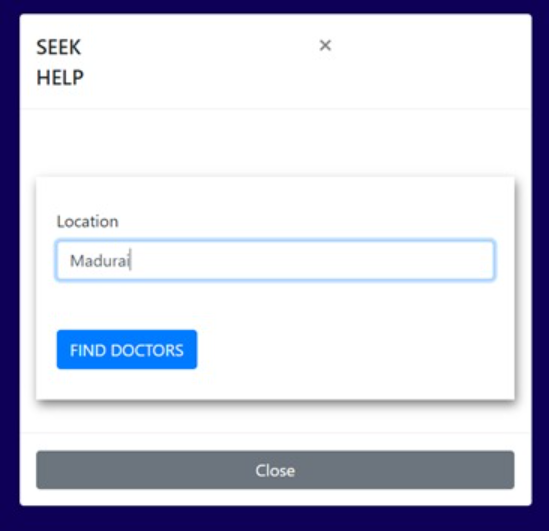 SEEK
HELP
×
Location
Madurai
FIND DOCTORS
Close